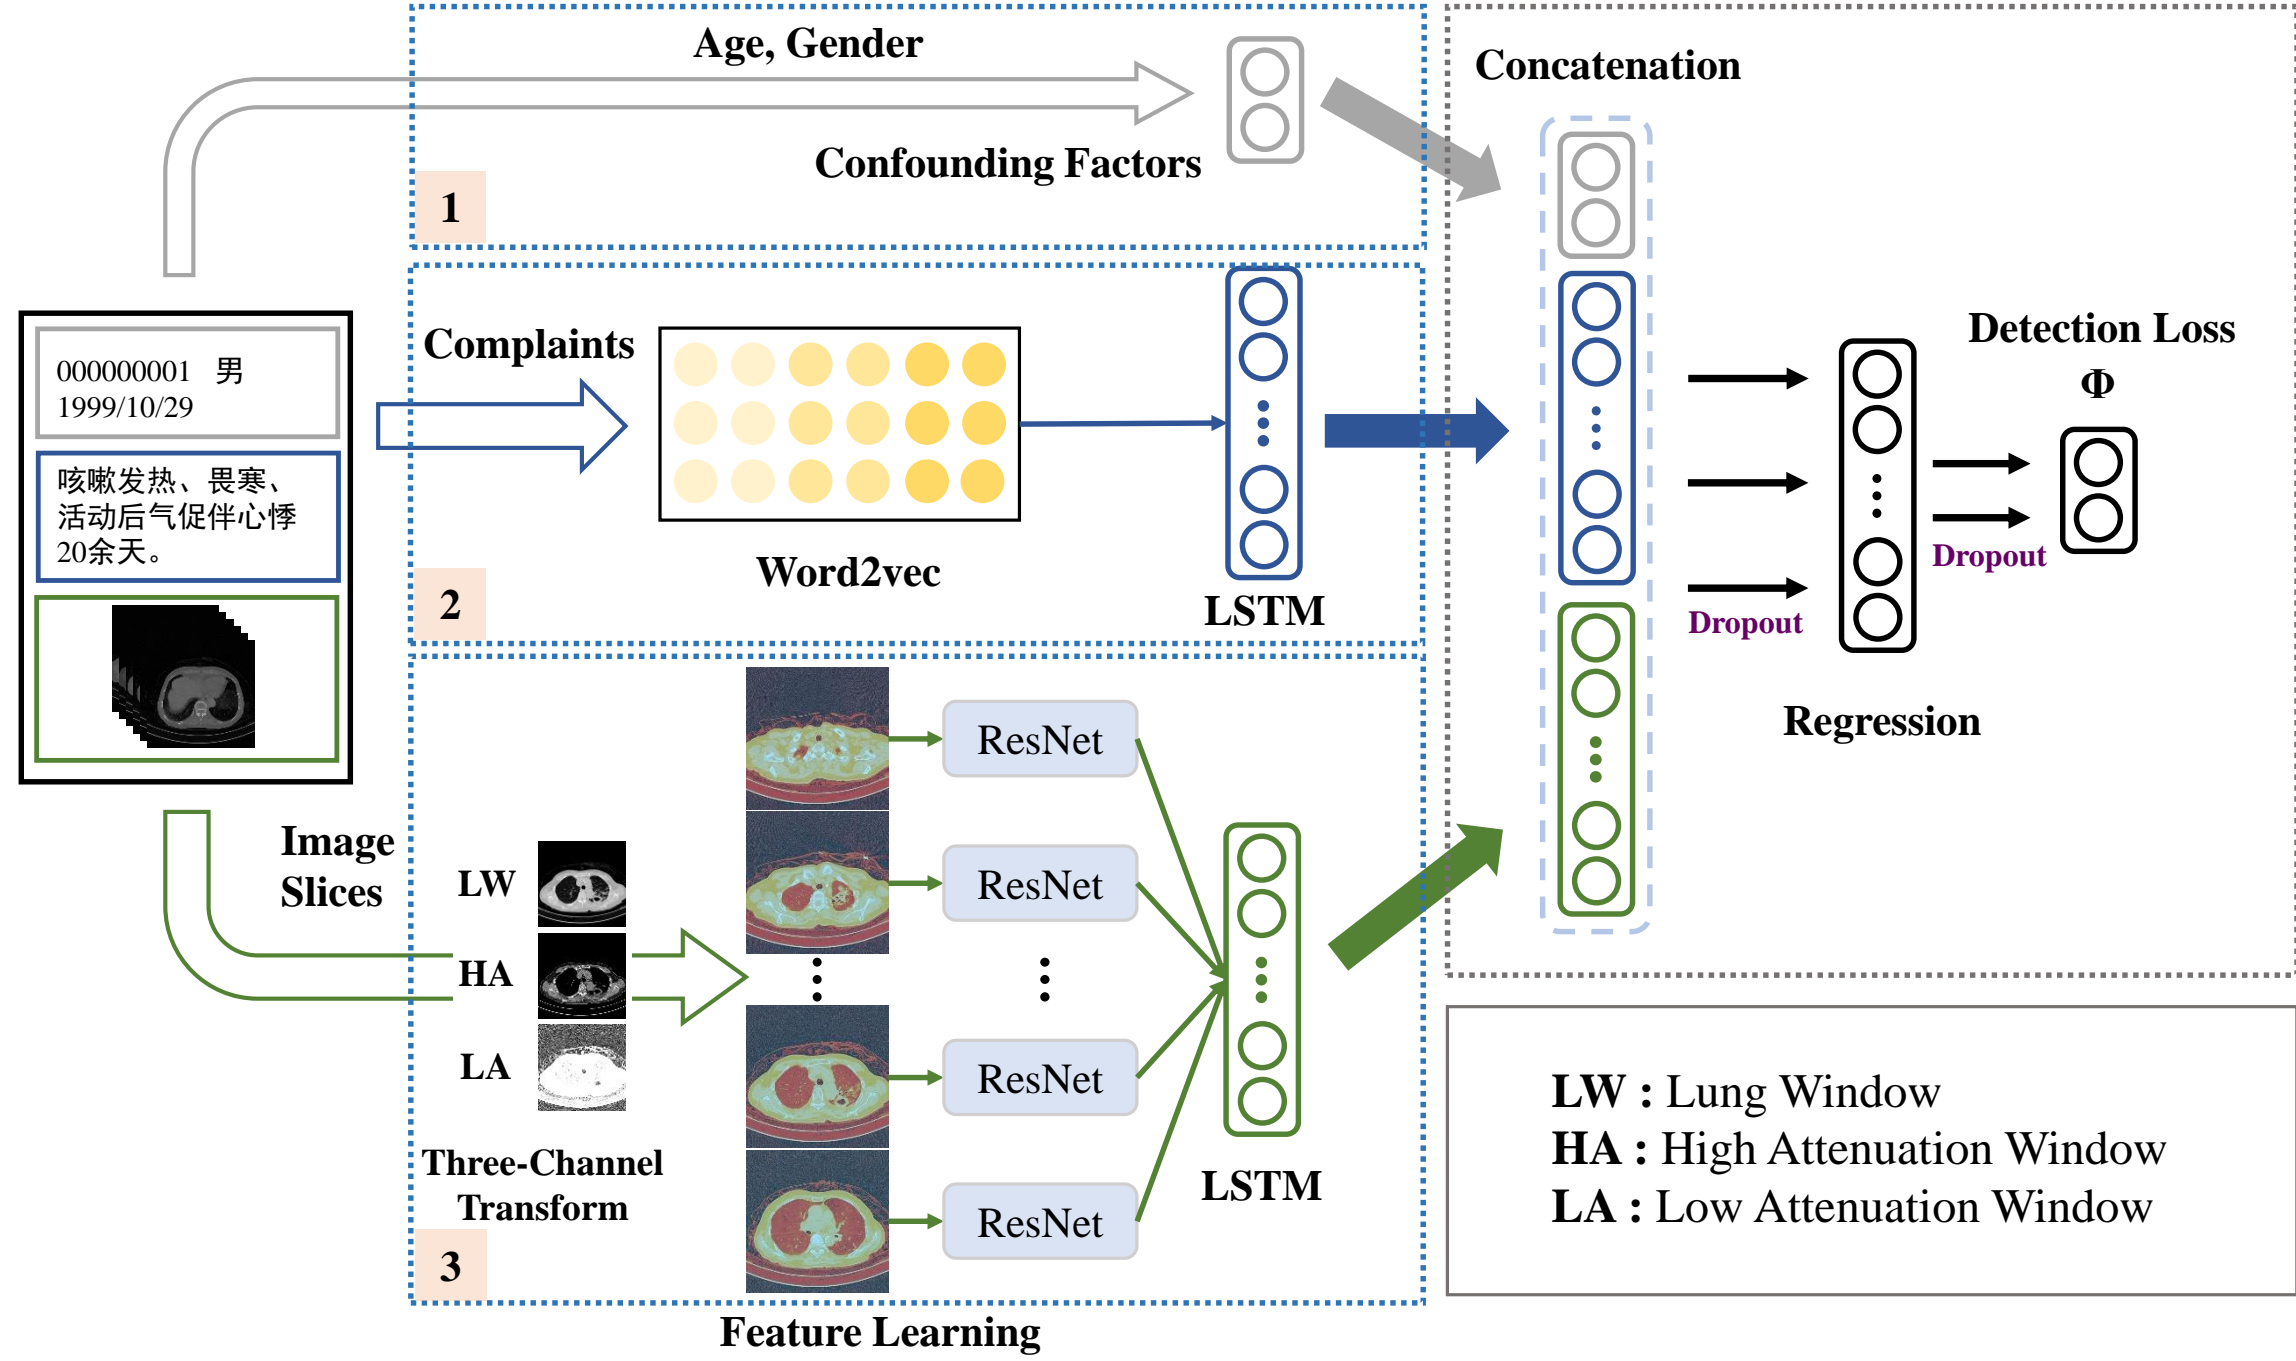 Age, Gender
Confounding Factors
1
000000001 男
1999/10/29
咳嗽发热、畏寒、
活动后气促伴心悸
20余天。
Complaints
Word2vec
LSTM
2
Image
Slices
LW
HA
LA
Three-Channel
Transform
ResNet
ResNet
ResNet
ResNet
LSTM
3
Feature Learning
Concatenation
Dropout
Regression
Dropout
Detection Loss
Φ
LW : Lung Window
HA : High Attenuation Window
LA : Low Attenuation Window